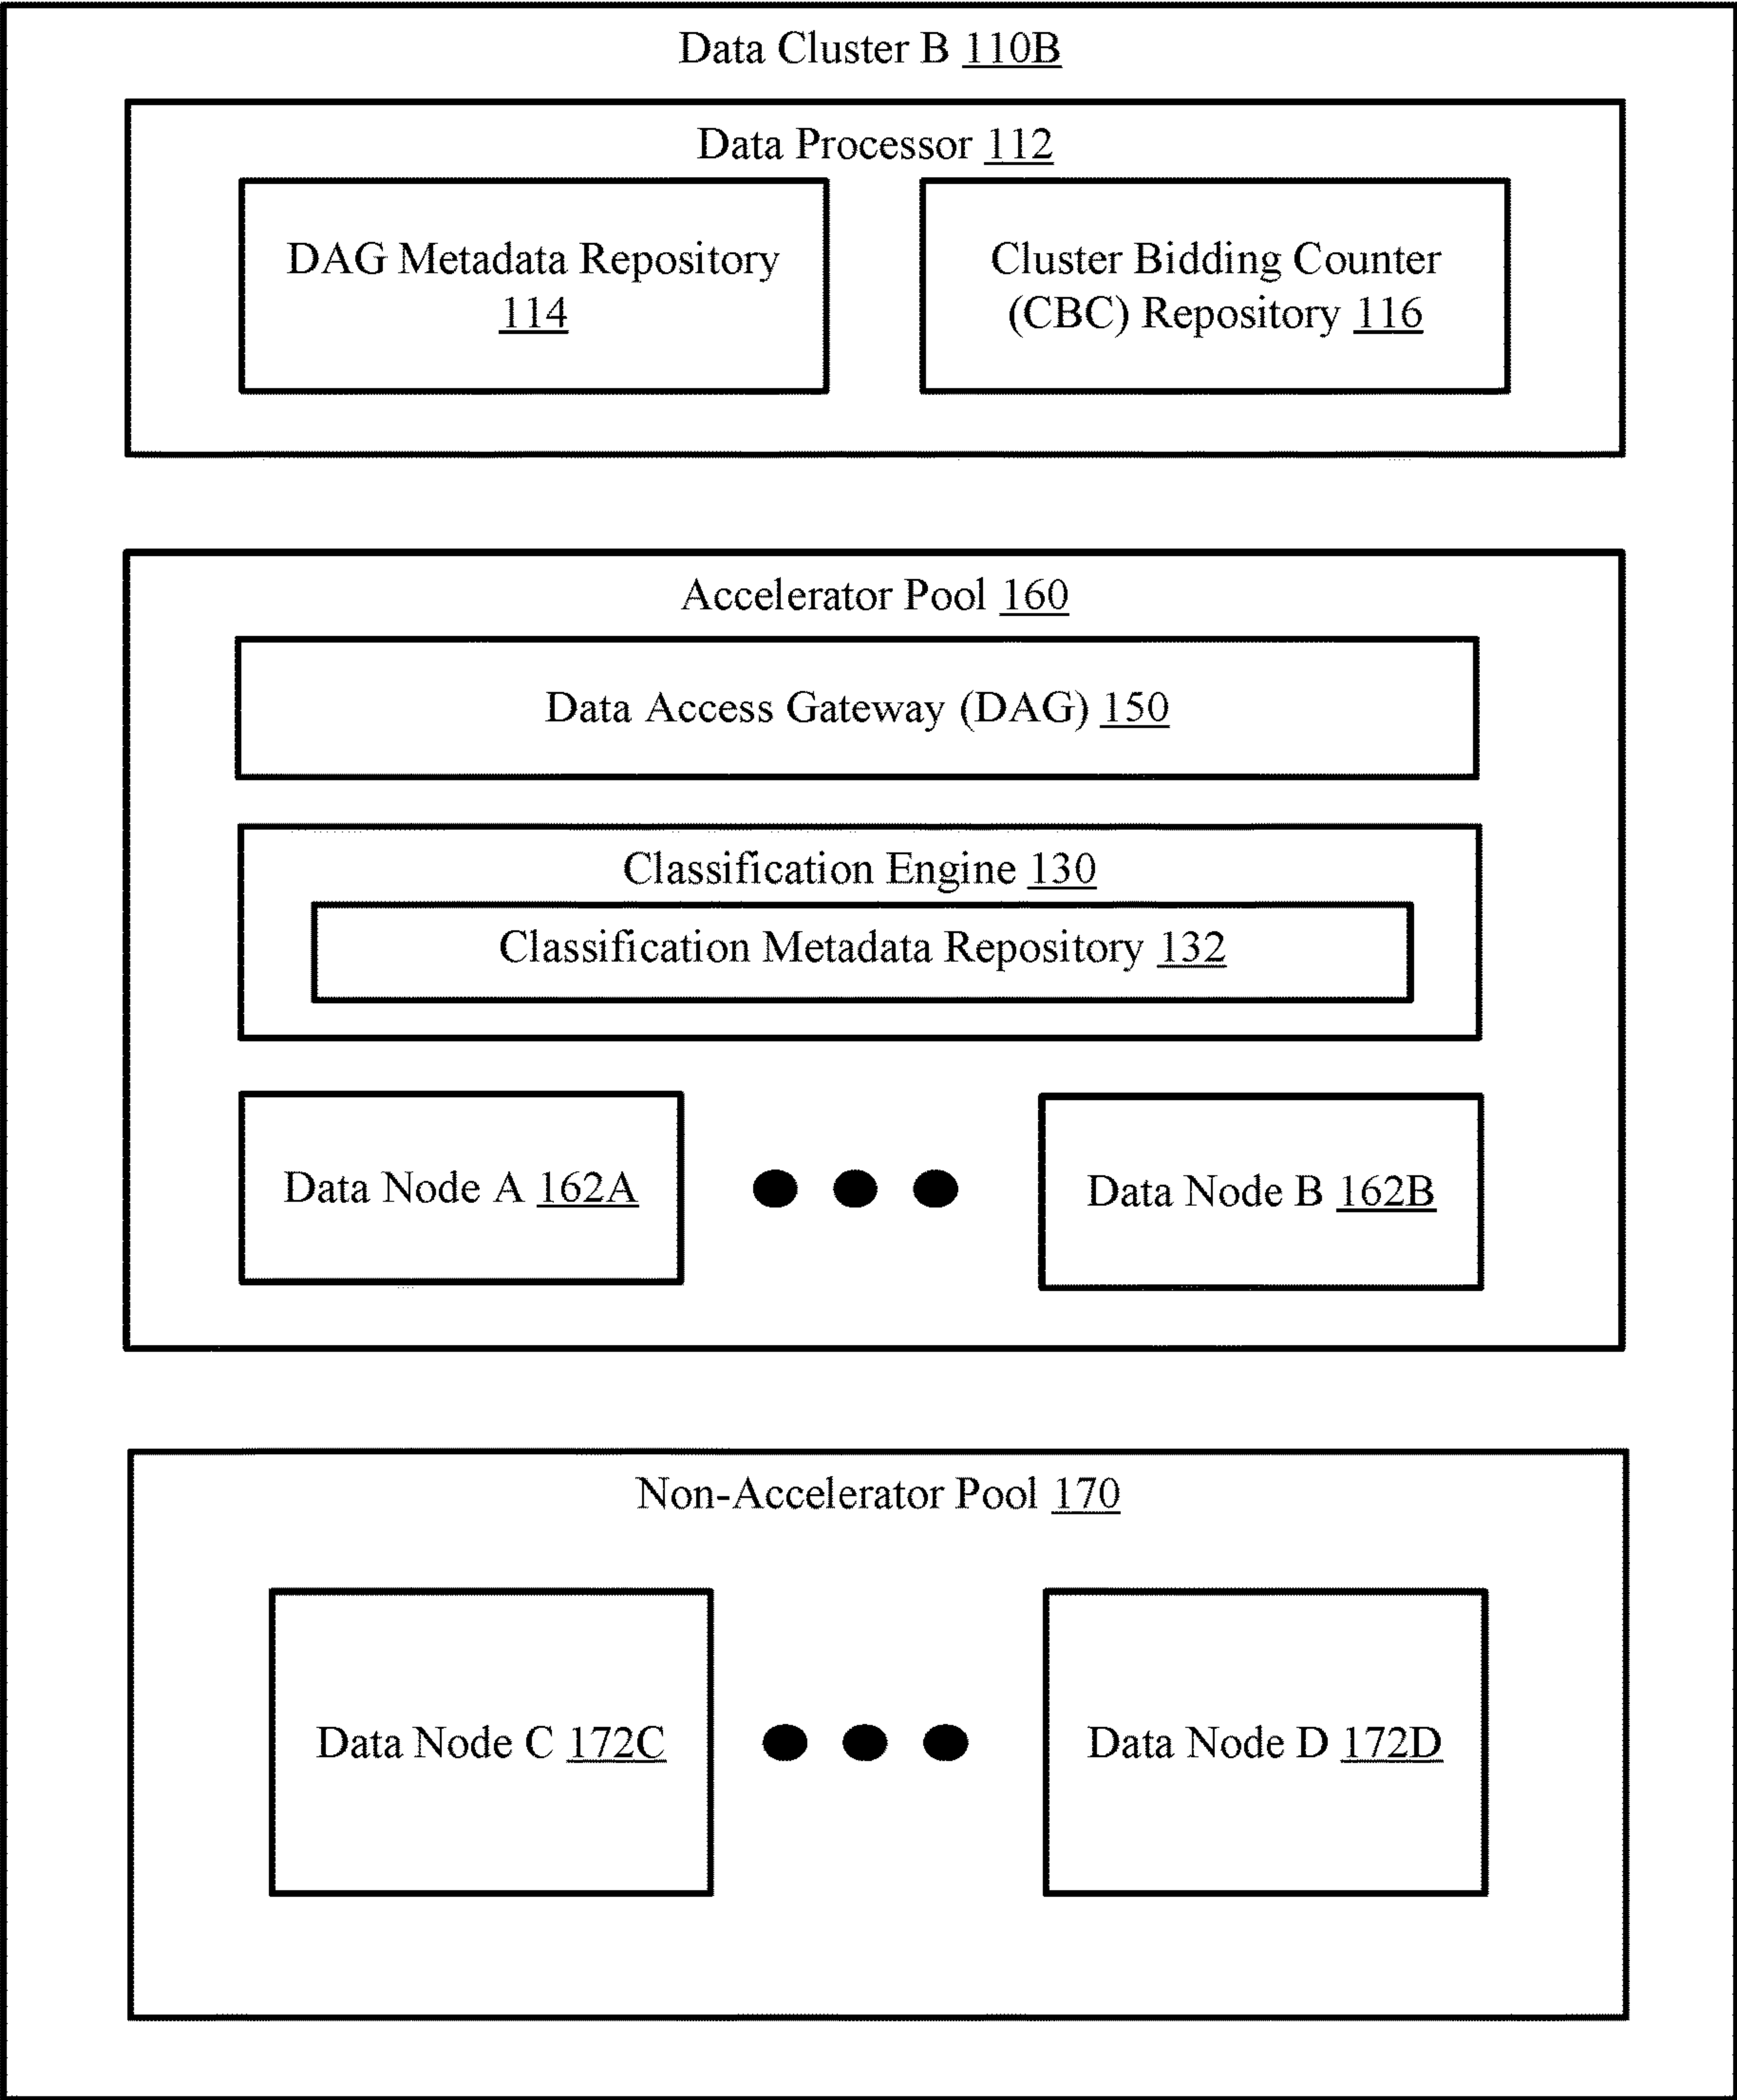 Data Cluster B 110B
Data Processor 112
DAG Metadata Repository
114
Cluster Bidding Counter
(CBC) Repository 116
Accelerator Pool 160
Data Access Gateway (DAG) 150
Classification Engine 130
Classification Metadata Repository 132
Data Node A 162A
Data Node B 162B
Non-Accelerator Pool 170
Data Node C 172C
Data Node D 172D